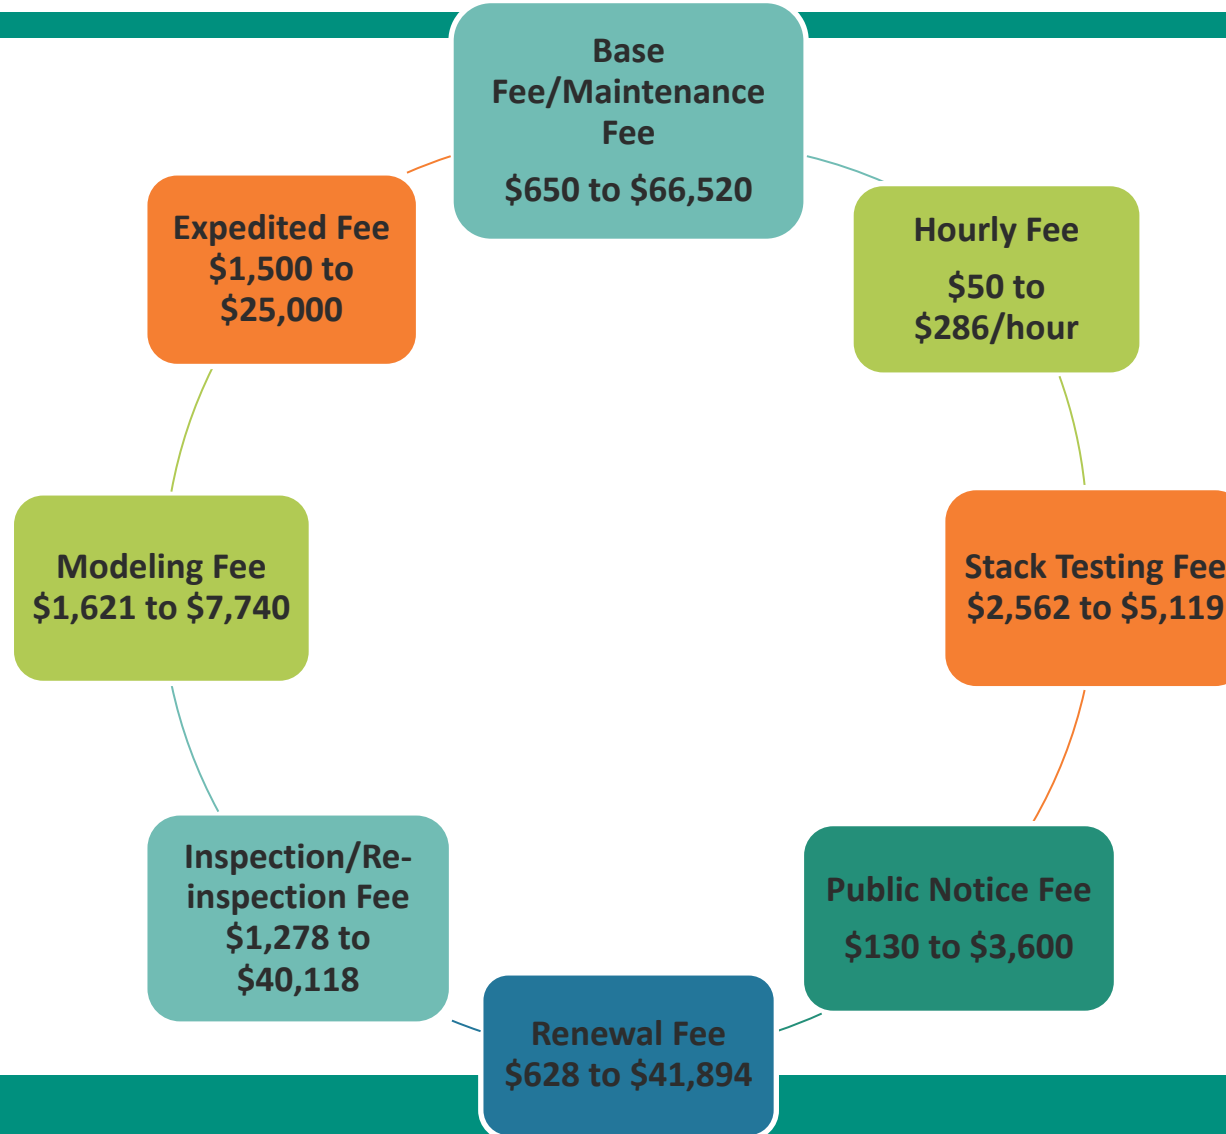 Base
Fee/Maintenance
Fee
$650 to $66,520
Hourly Fee
$50 to
$286/hour
Stack Testing Fee
$2,562 to $5,119
Public Notice Fee
$130 to $3,600
Renewal Fee
$628 to $41,894
Inspection/Re-
inspection Fee
$1,278 to
$40,118
Modeling Fee
$1,621 to $7,740
Expedited Fee
$1,500 to
$25,000